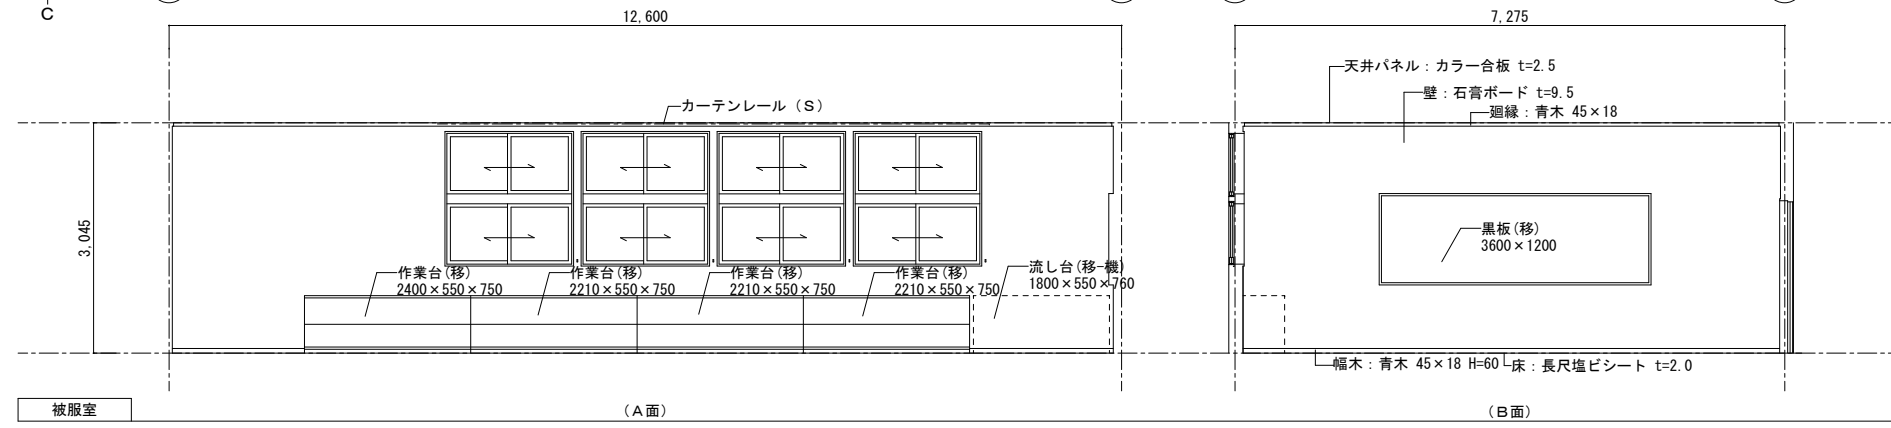 C
12,600
7,275
天井パネル：カラー合板 t=2.5
壁：石膏ボード t=9.5
廻縁：青木 45×18
カーテンレール（S）
3,045
黒板(移)
3600×1200
作業台(移)
2400×550×750
作業台(移)
2210×550×750
作業台(移)
2210×550×750
作業台(移)
2210×550×750
流し台(移-機)
1800×550×760
幅木：青木 45×18 H=60
床：長尺塩ビシート t=2.0
被服室
（A面）
（B面）